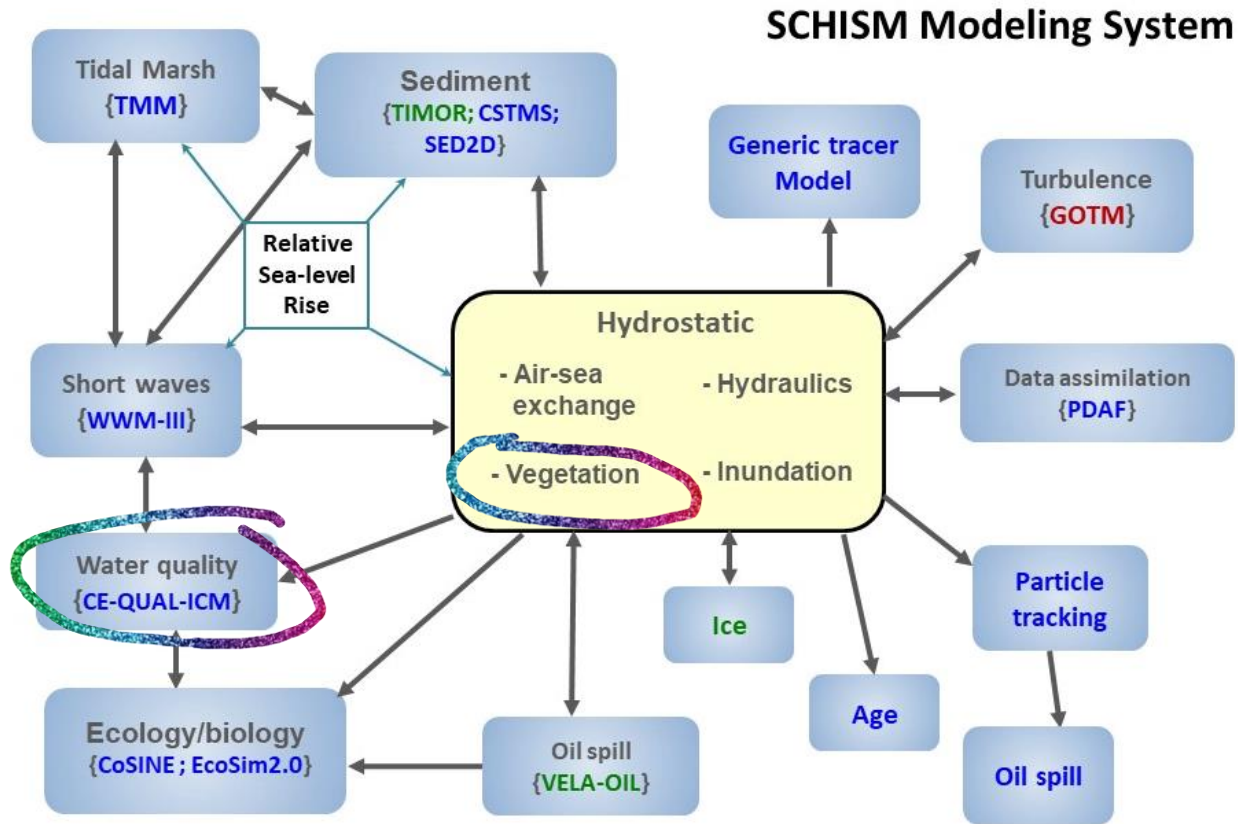 SCHISM Modeling System
Tidal Marsh
{TMM}
Sediment
{TIMOR; CSTMS;
SED2D}
Generic tracer
Model
Turbulence
{GOTM}
Relative
Sea-level
Rise
Hydrostatic
- Air-sea
exchange
- Hydraulics
- Vegetation
- Inundation
Short waves
{WWM-III}
Data assimilation
{PDAF}
Water quality
{CE-QUAL-ICM}
Ice
Particle
tracking
Age
Ecology/biology
{CoSINE ; EcoSim2.0}
Oil spill
{VELA-OIL}
Oil spill